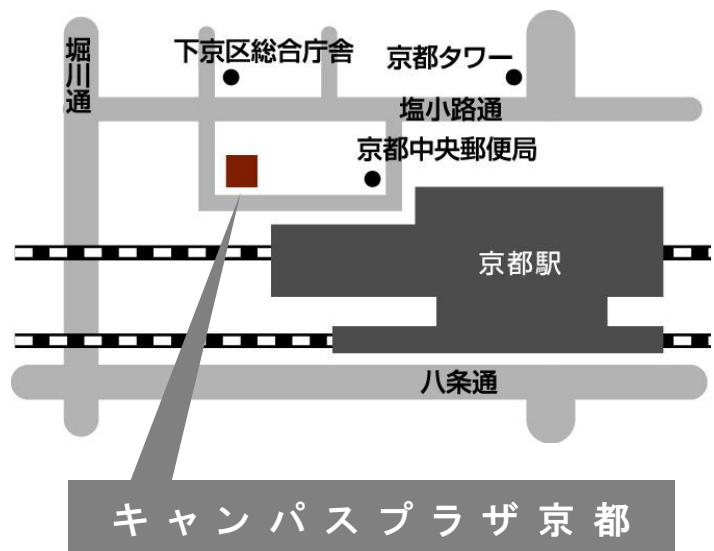 堀川通
下京区総合庁舎
京都タワー
塩小路通
京都中央郵便局
京都駅
八条通
キャンパスプラザ京都